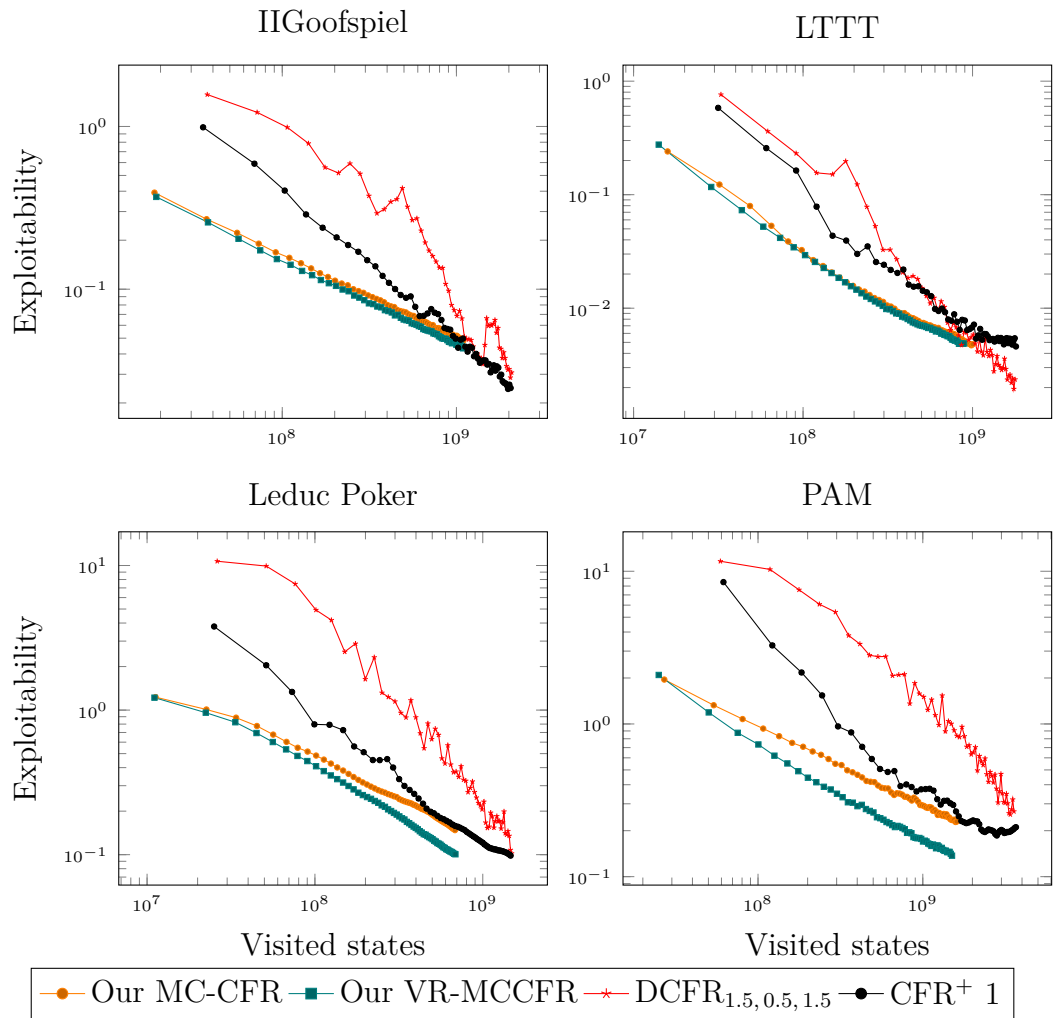 IIGoofspiel
LTTT
Exploitability
10^0
10^-1
10^8
10^9
10^0
10^-1
10^-2
10^7
10^8
10^9
Leduc Poker
PAM
Exploitability
10^1
10^0
10^-1
10^7
10^8
10^9
10^1
10^0
10^-1
10^8
10^9
Visited states
Visited states
Our MC-CFR
Our VR-MCCFR
DCFR_{1.5, 0.5, 1.5}
CFR^+ 1